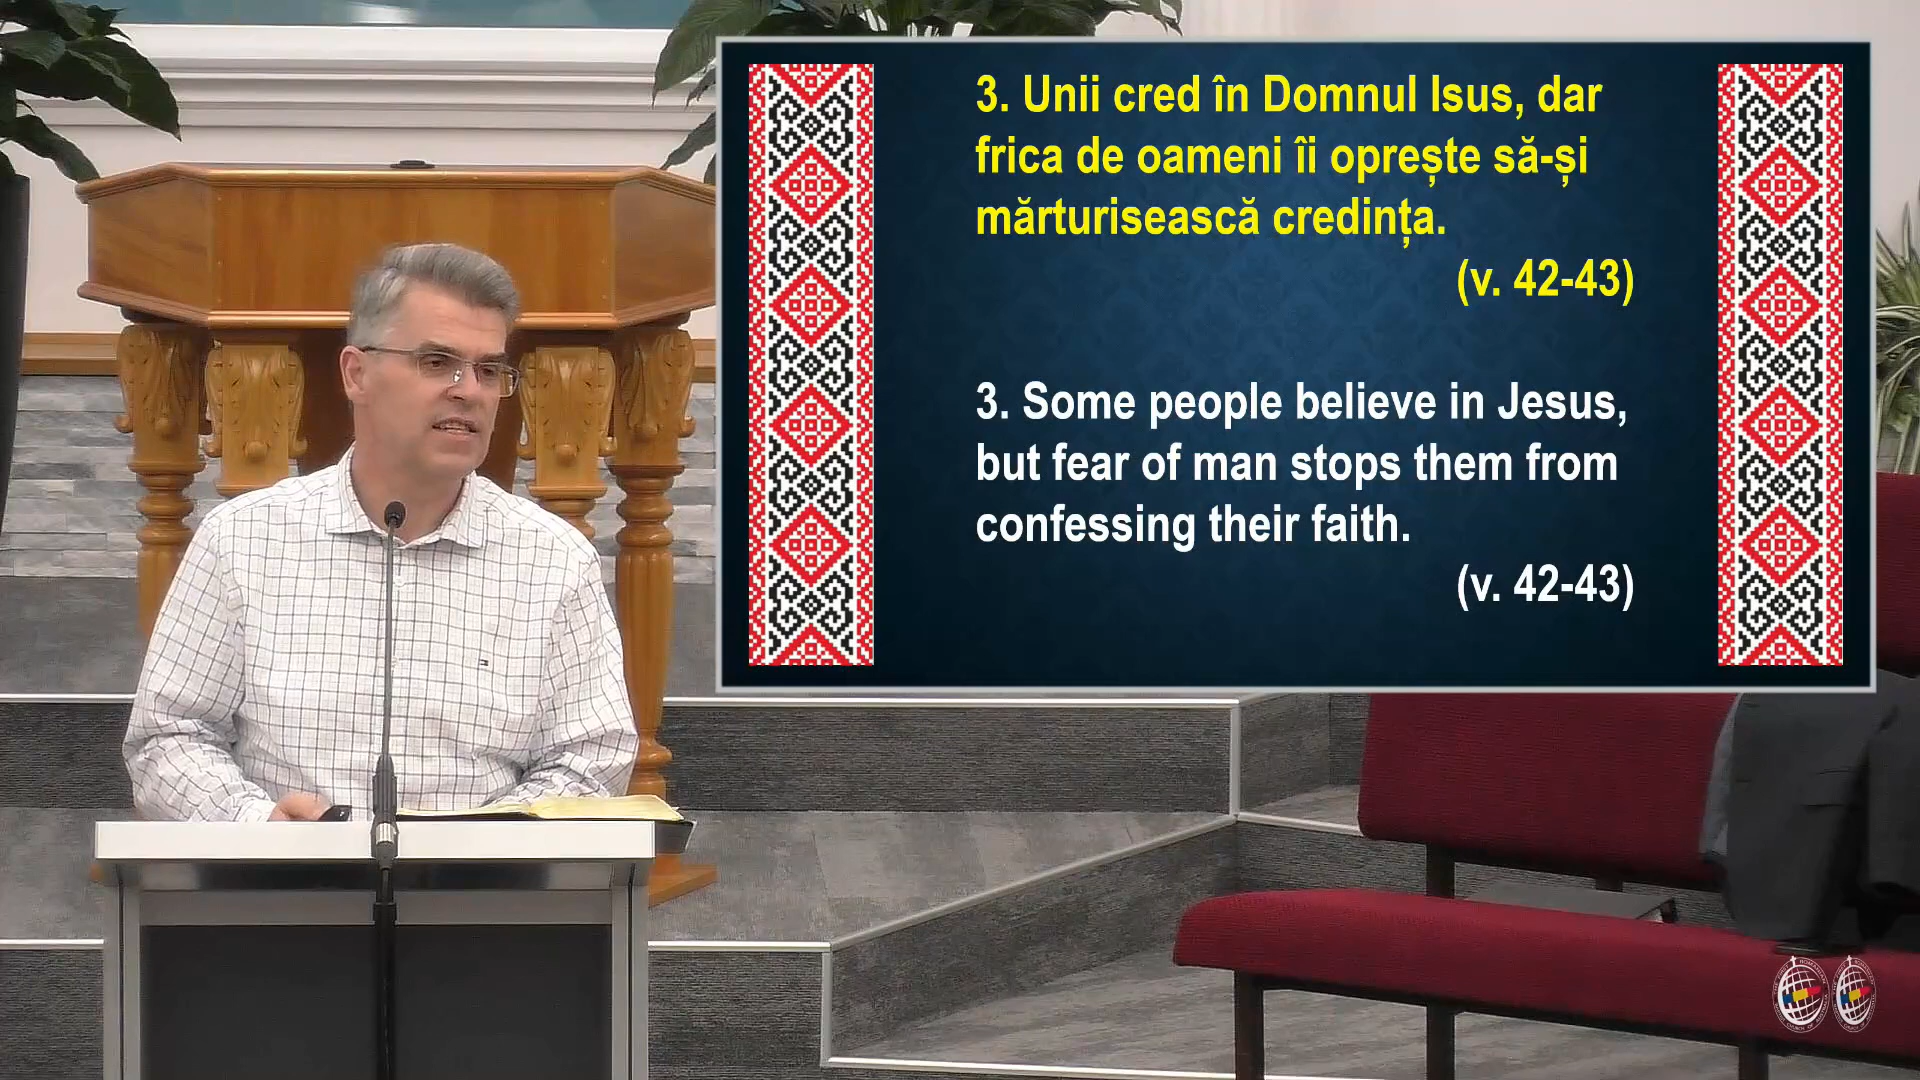 3. Unii cred în Domnul Isus, dar
frica de oameni îi oprește să-și
mărturisească credința.
(v. 42-43)
3. Some people believe in Jesus,
but fear of man stops them from
confessing their faith.
(v. 42-43)